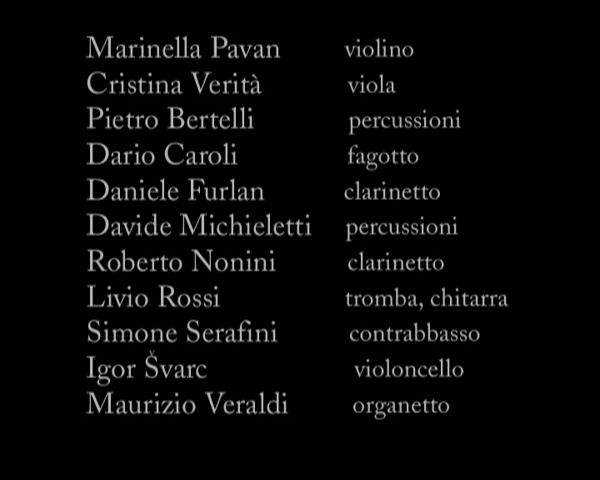 Marinella Pavan violino
Cristina Verità viola
Pietro Bertelli percussioni
Dario Caroli fagotto
Daniele Furlan clarinetto
Davide Michieletti percussioni
Roberto Nonini clarinetto
Livio Rossi tromba, chitarra
Simone Serafini contrabbasso
Igor Švarc violoncello
Maurizio Veraldi organetto